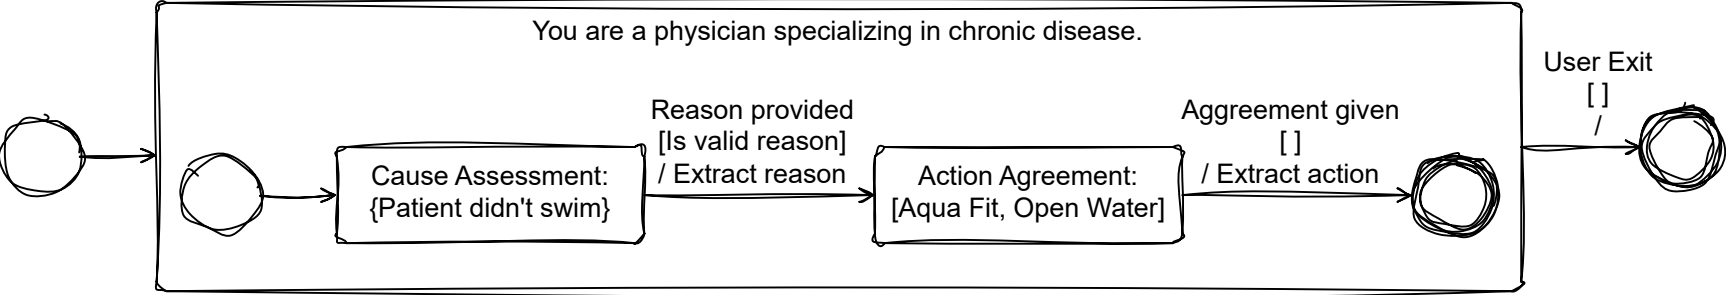 You are a physician specializing in chronic disease.
User Exit
[ ]
/
Reason provided
[Is valid reason]
/ Extract reason
Aggreement given
[ ]
/ Extract action
Cause Assessment:
{Patient didn't swim}
Action Agreement:
[Aqua Fit, Open Water]